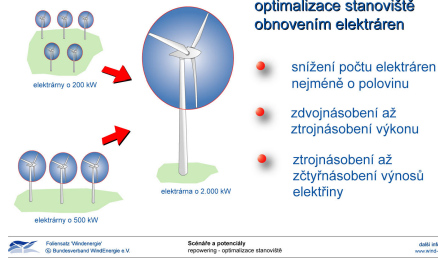 optimalizace stanoviště
obnovením elektráren
snížení počtu elektráren
nejméně o polovinu
zdvojnásobení až
ztrojnásobení výkonu
ztrojnásobení až
zčtyřnásobení výnosů
elektřiny
elektrárny o 200 kW
elektrárna o 2.000 kW
elektrárny o 500 kW
Foliensatz 'Windenergie'
© Bundesverband WindEnergie e.V.
Scénáře a potenciály
repowering - optimalizace stanoviště
další inf
www.wind-